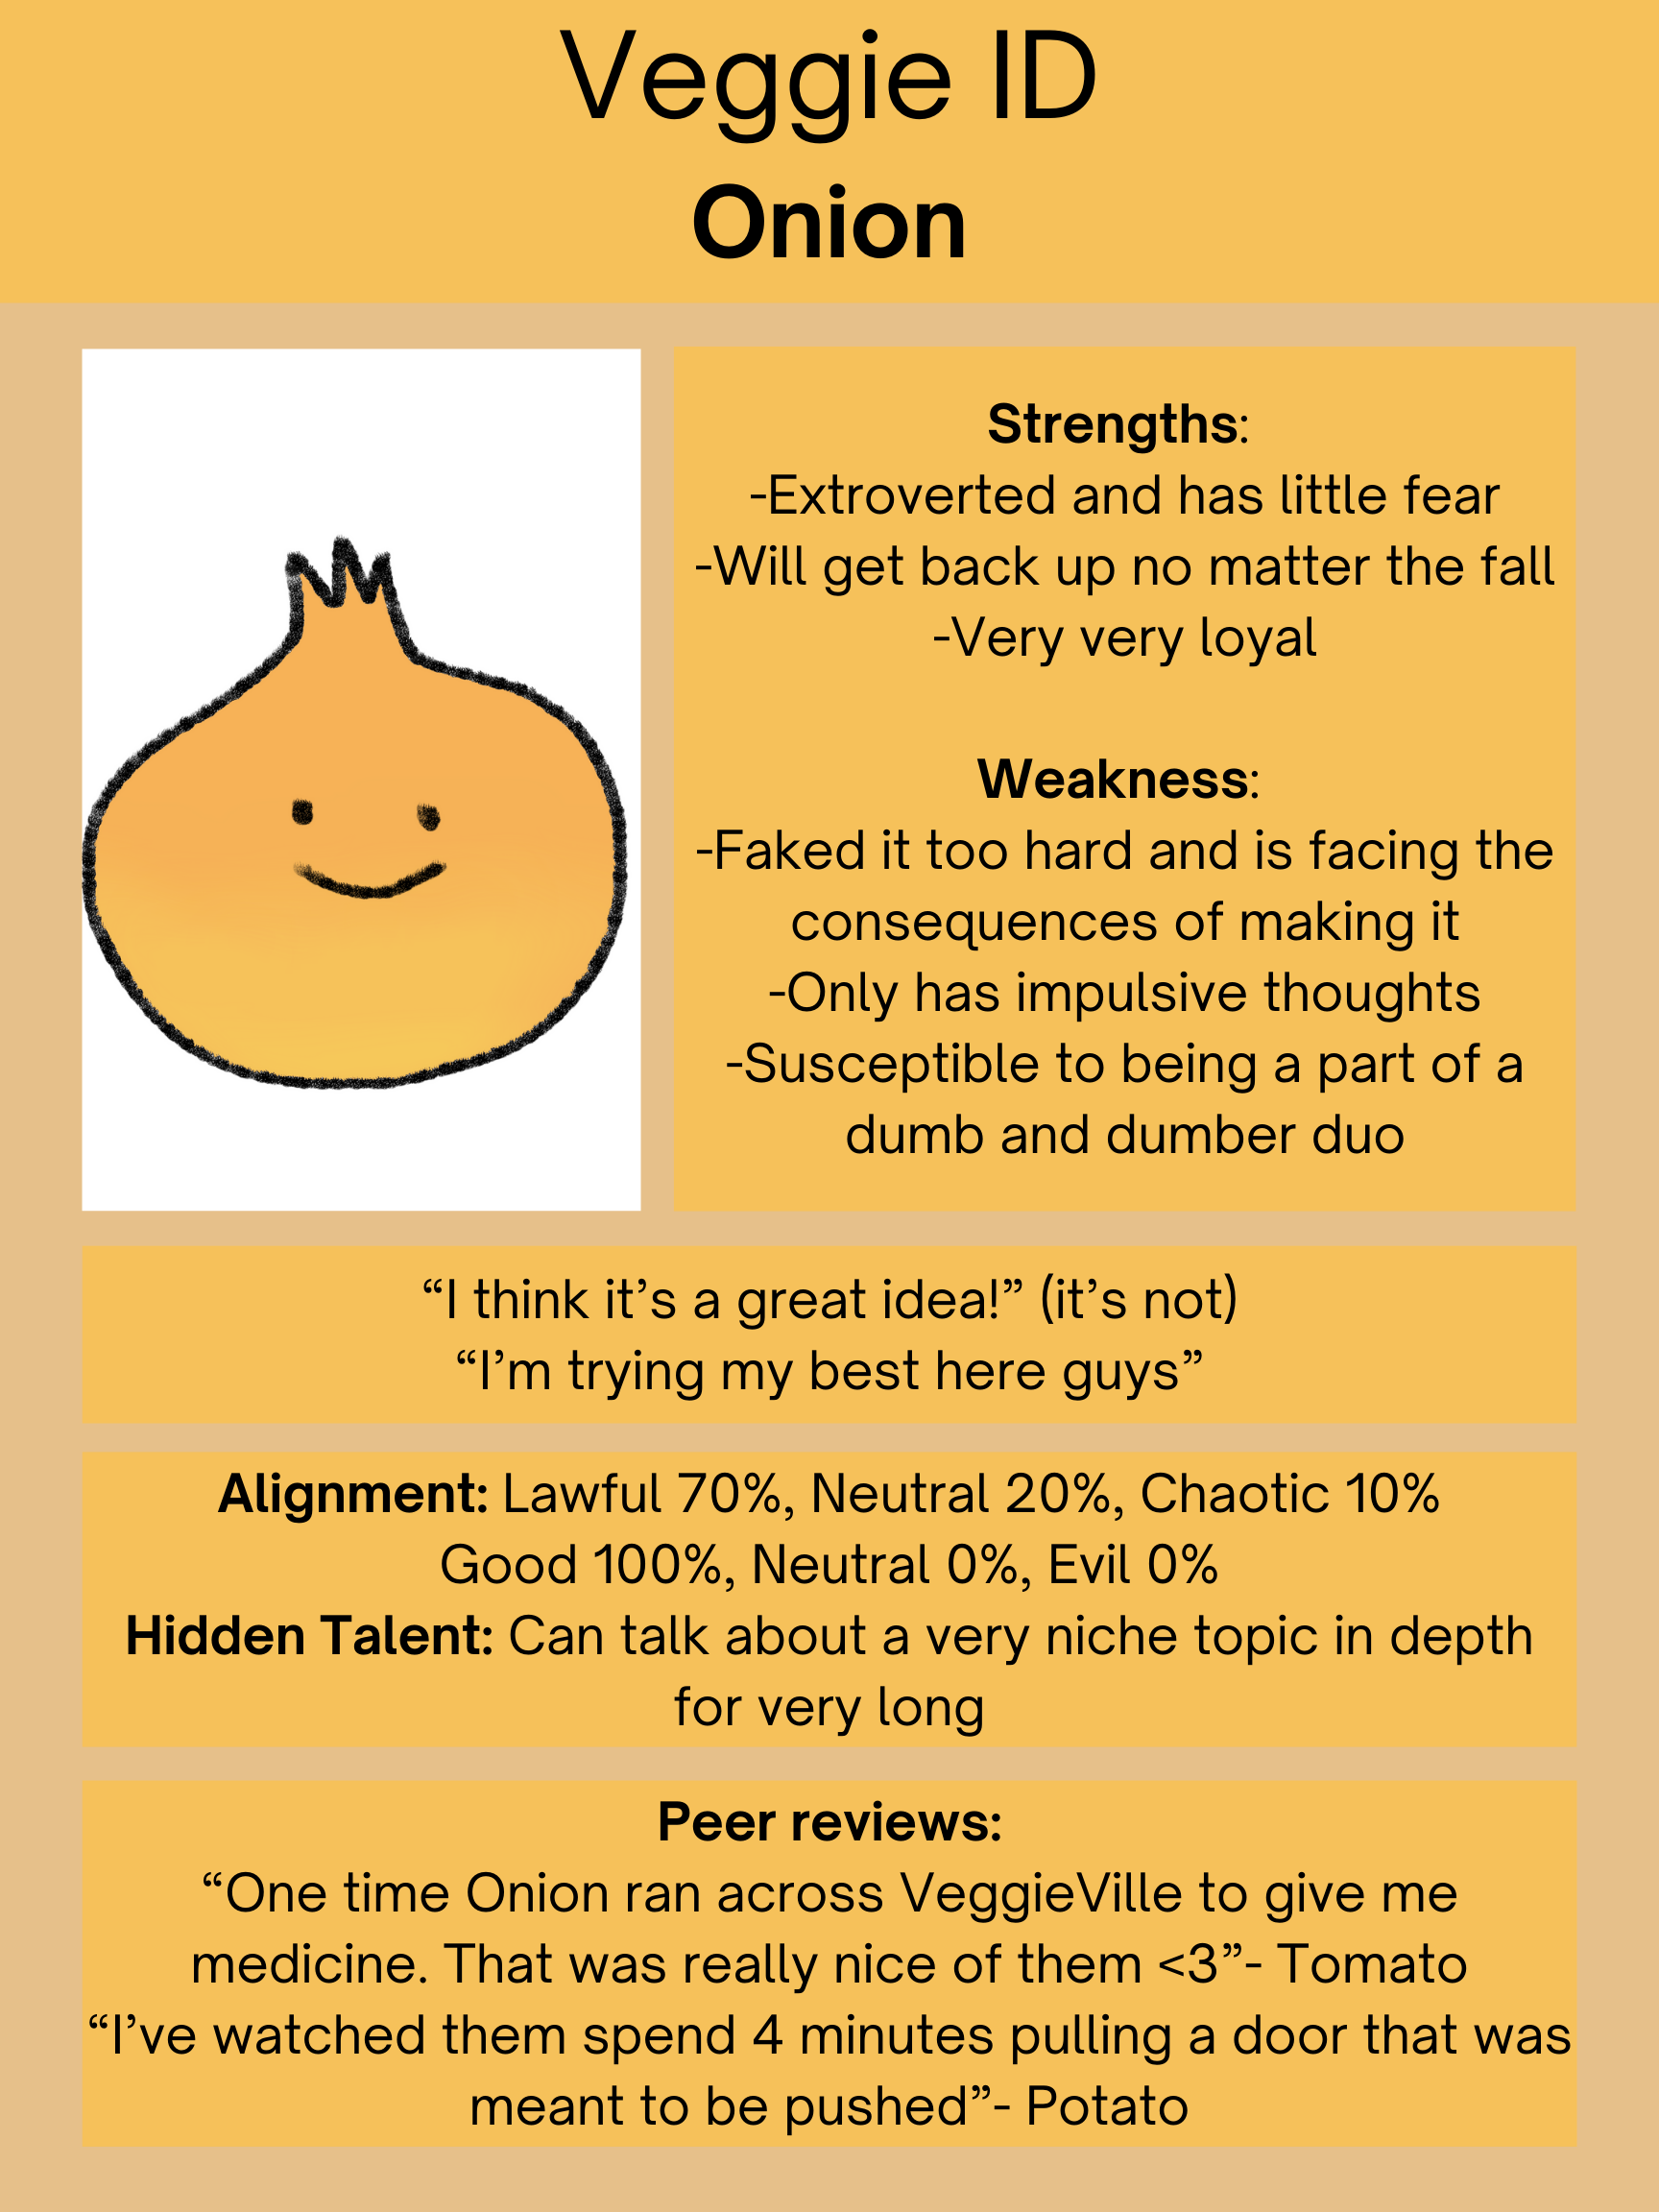 Veggie ID
Onion
Strengths:
-Extroverted and has little fear
-Will get back up no matter the fall
-Very very loyal
Weakness:
-Faked it too hard and is facing the
consequences of making it
-Only has impulsive thoughts
-Susceptible to being a part of a
dumb and dumber duo
“I think it’s a great idea!” (it’s not)
“I’m trying my best here guys”
Alignment: Lawful 70%, Neutral 20%, Chaotic 10%
Good 100%, Neutral 0%, Evil 0%
Hidden Talent: Can talk about a very niche topic in depth
for very long
Peer reviews:
“One time Onion ran across VeggieVille to give me
medicine. That was really nice of them <3”- Tomato
“I’ve watched them spend 4 minutes pulling a door that was
meant to be pushed”- Potato